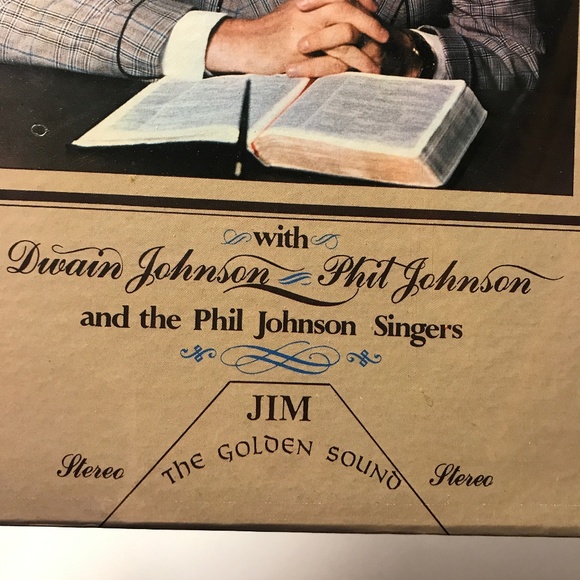 with
Dwain Johnson Phil Johnson
and the Phil Johnson Singers
JIM
THE GOLDEN SOUND
Stereo Stereo